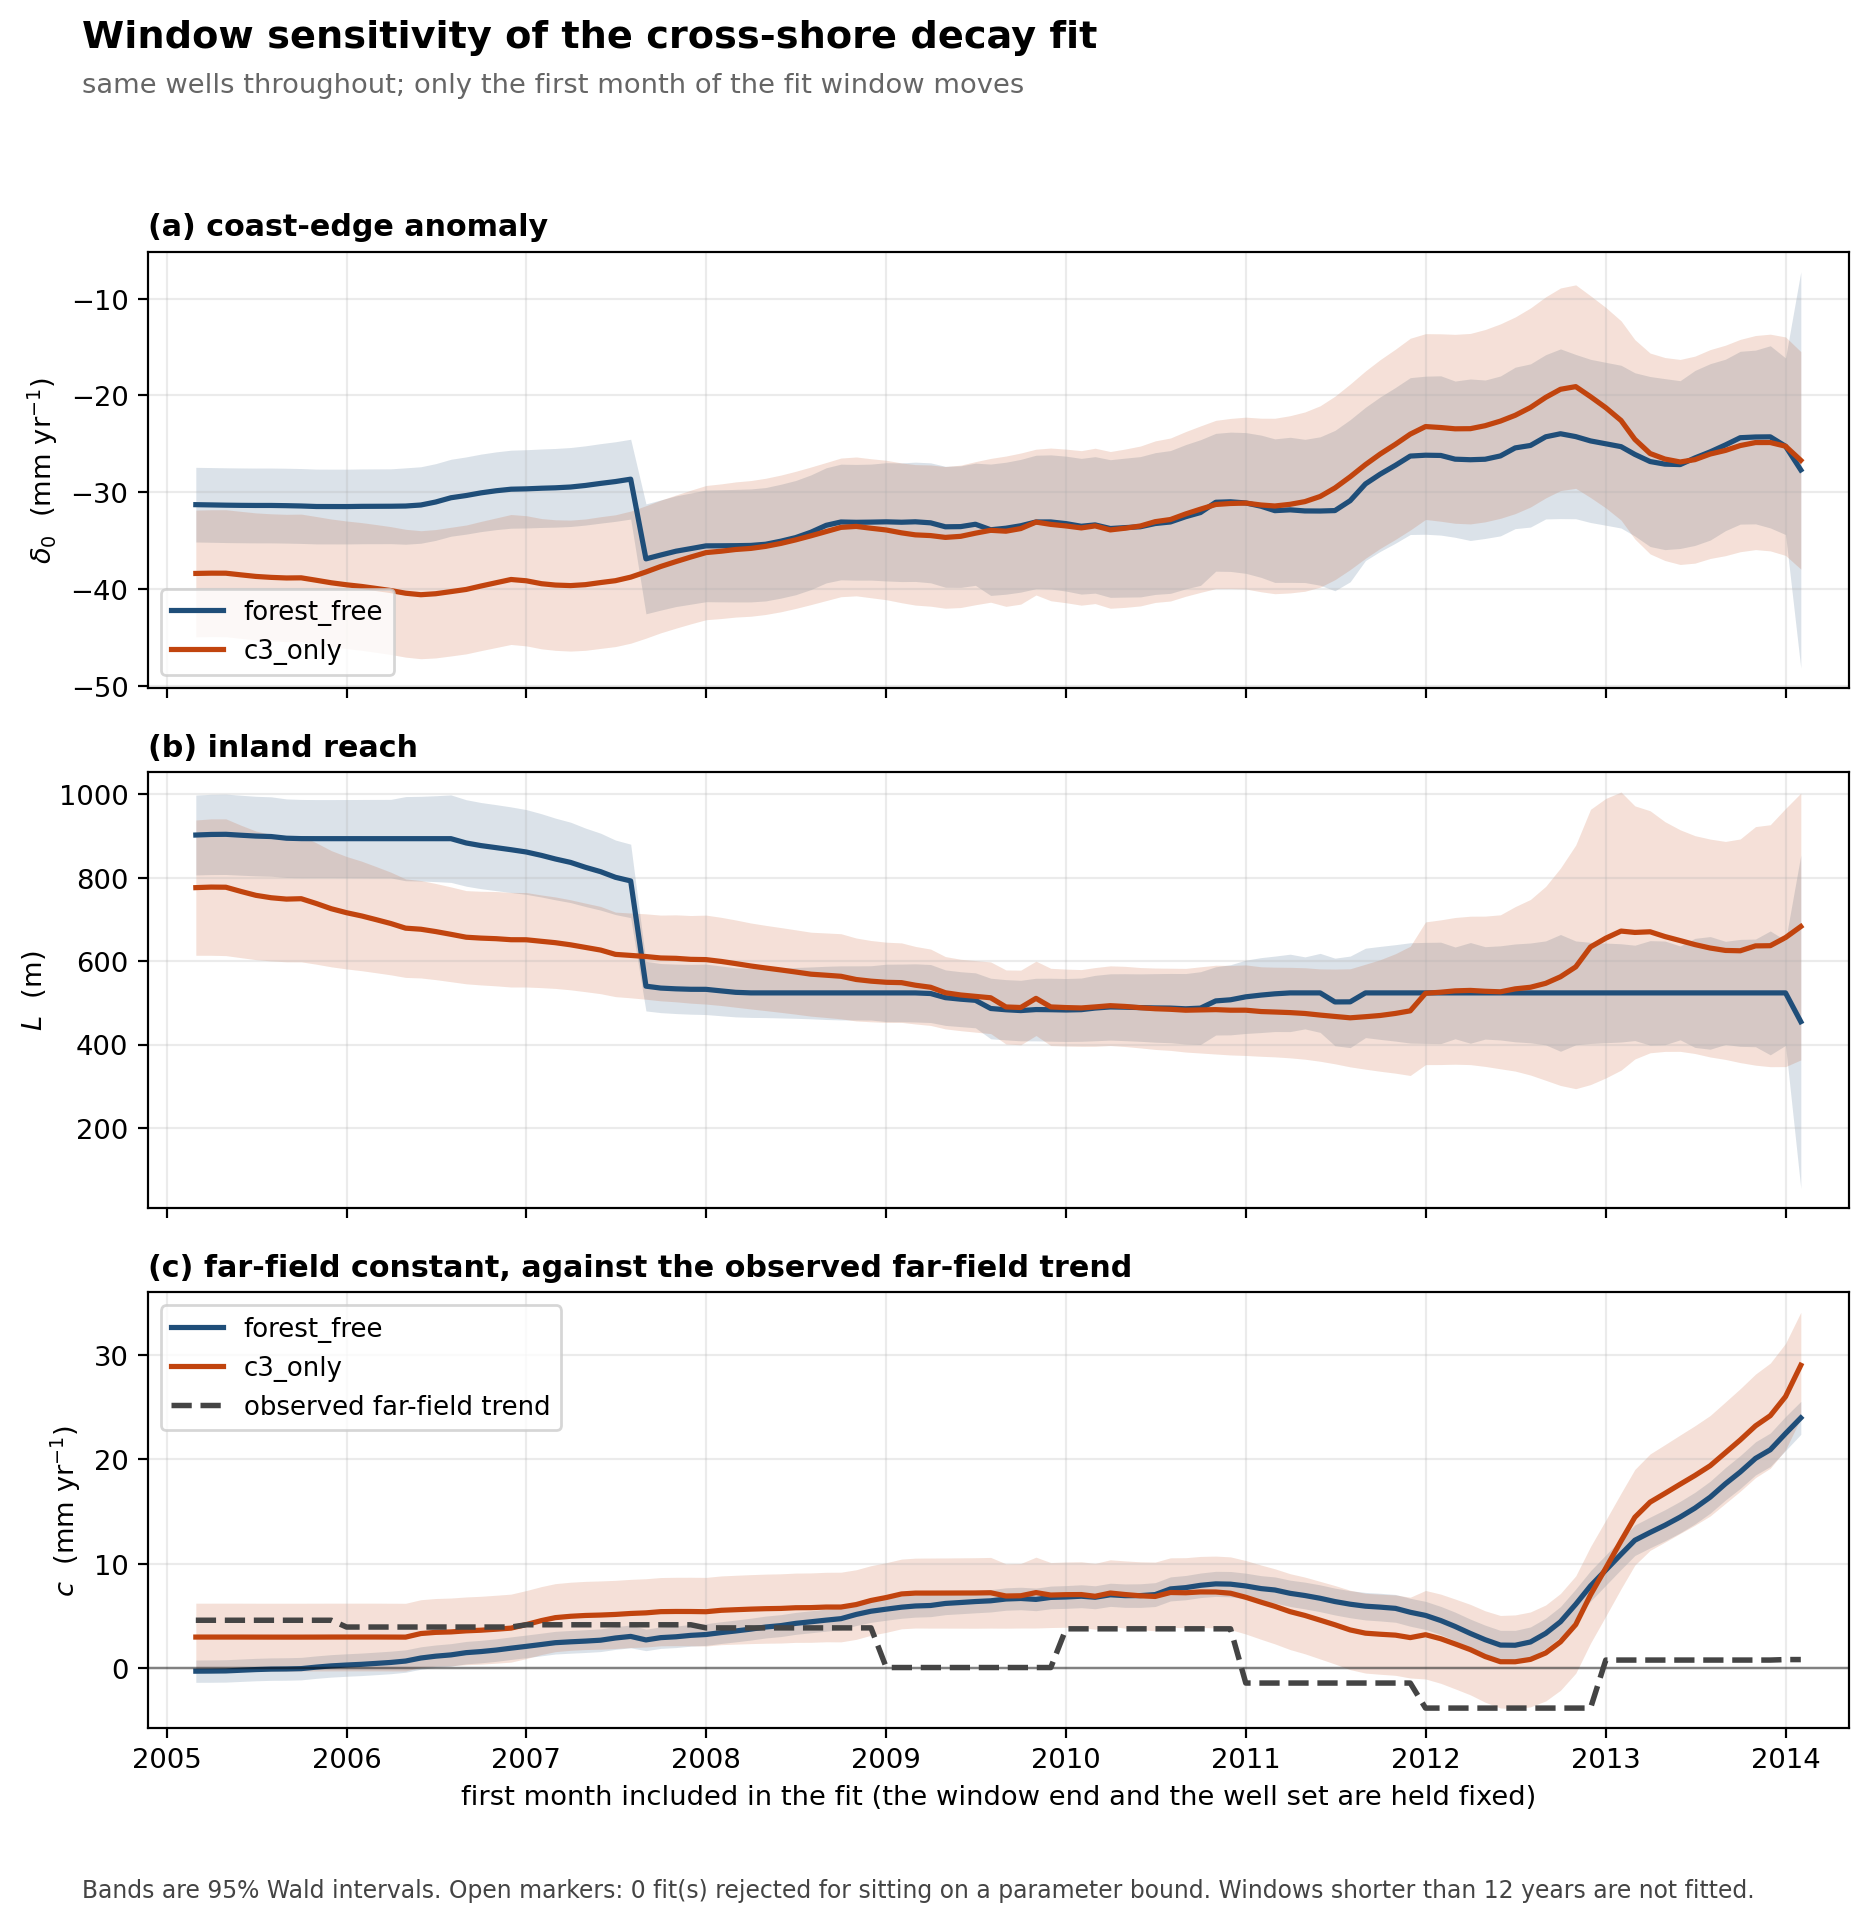 Window sensitivity of the cross-shore decay fit
same wells throughout; only the first month of the fit window moves
(a) coast-edge anomaly
δ₀ (mm yr⁻¹)
−10
−20
−30
−40
−50
forest_free
c3_only
(b) inland reach
L (m)
1000
800
600
400
200
(c) far-field constant, against the observed far-field trend
c (mm yr⁻¹)
30
20
10
0
forest_free
c3_only
observed far-field trend
2005 2006 2007 2008 2009 2010 2011 2012 2013 2014
first month included in the fit (the window end and the well set are held fixed)
Bands are 95% Wald intervals. Open markers: 0 fit(s) rejected for sitting on a parameter bound. Windows shorter than 12 years are not fitted.